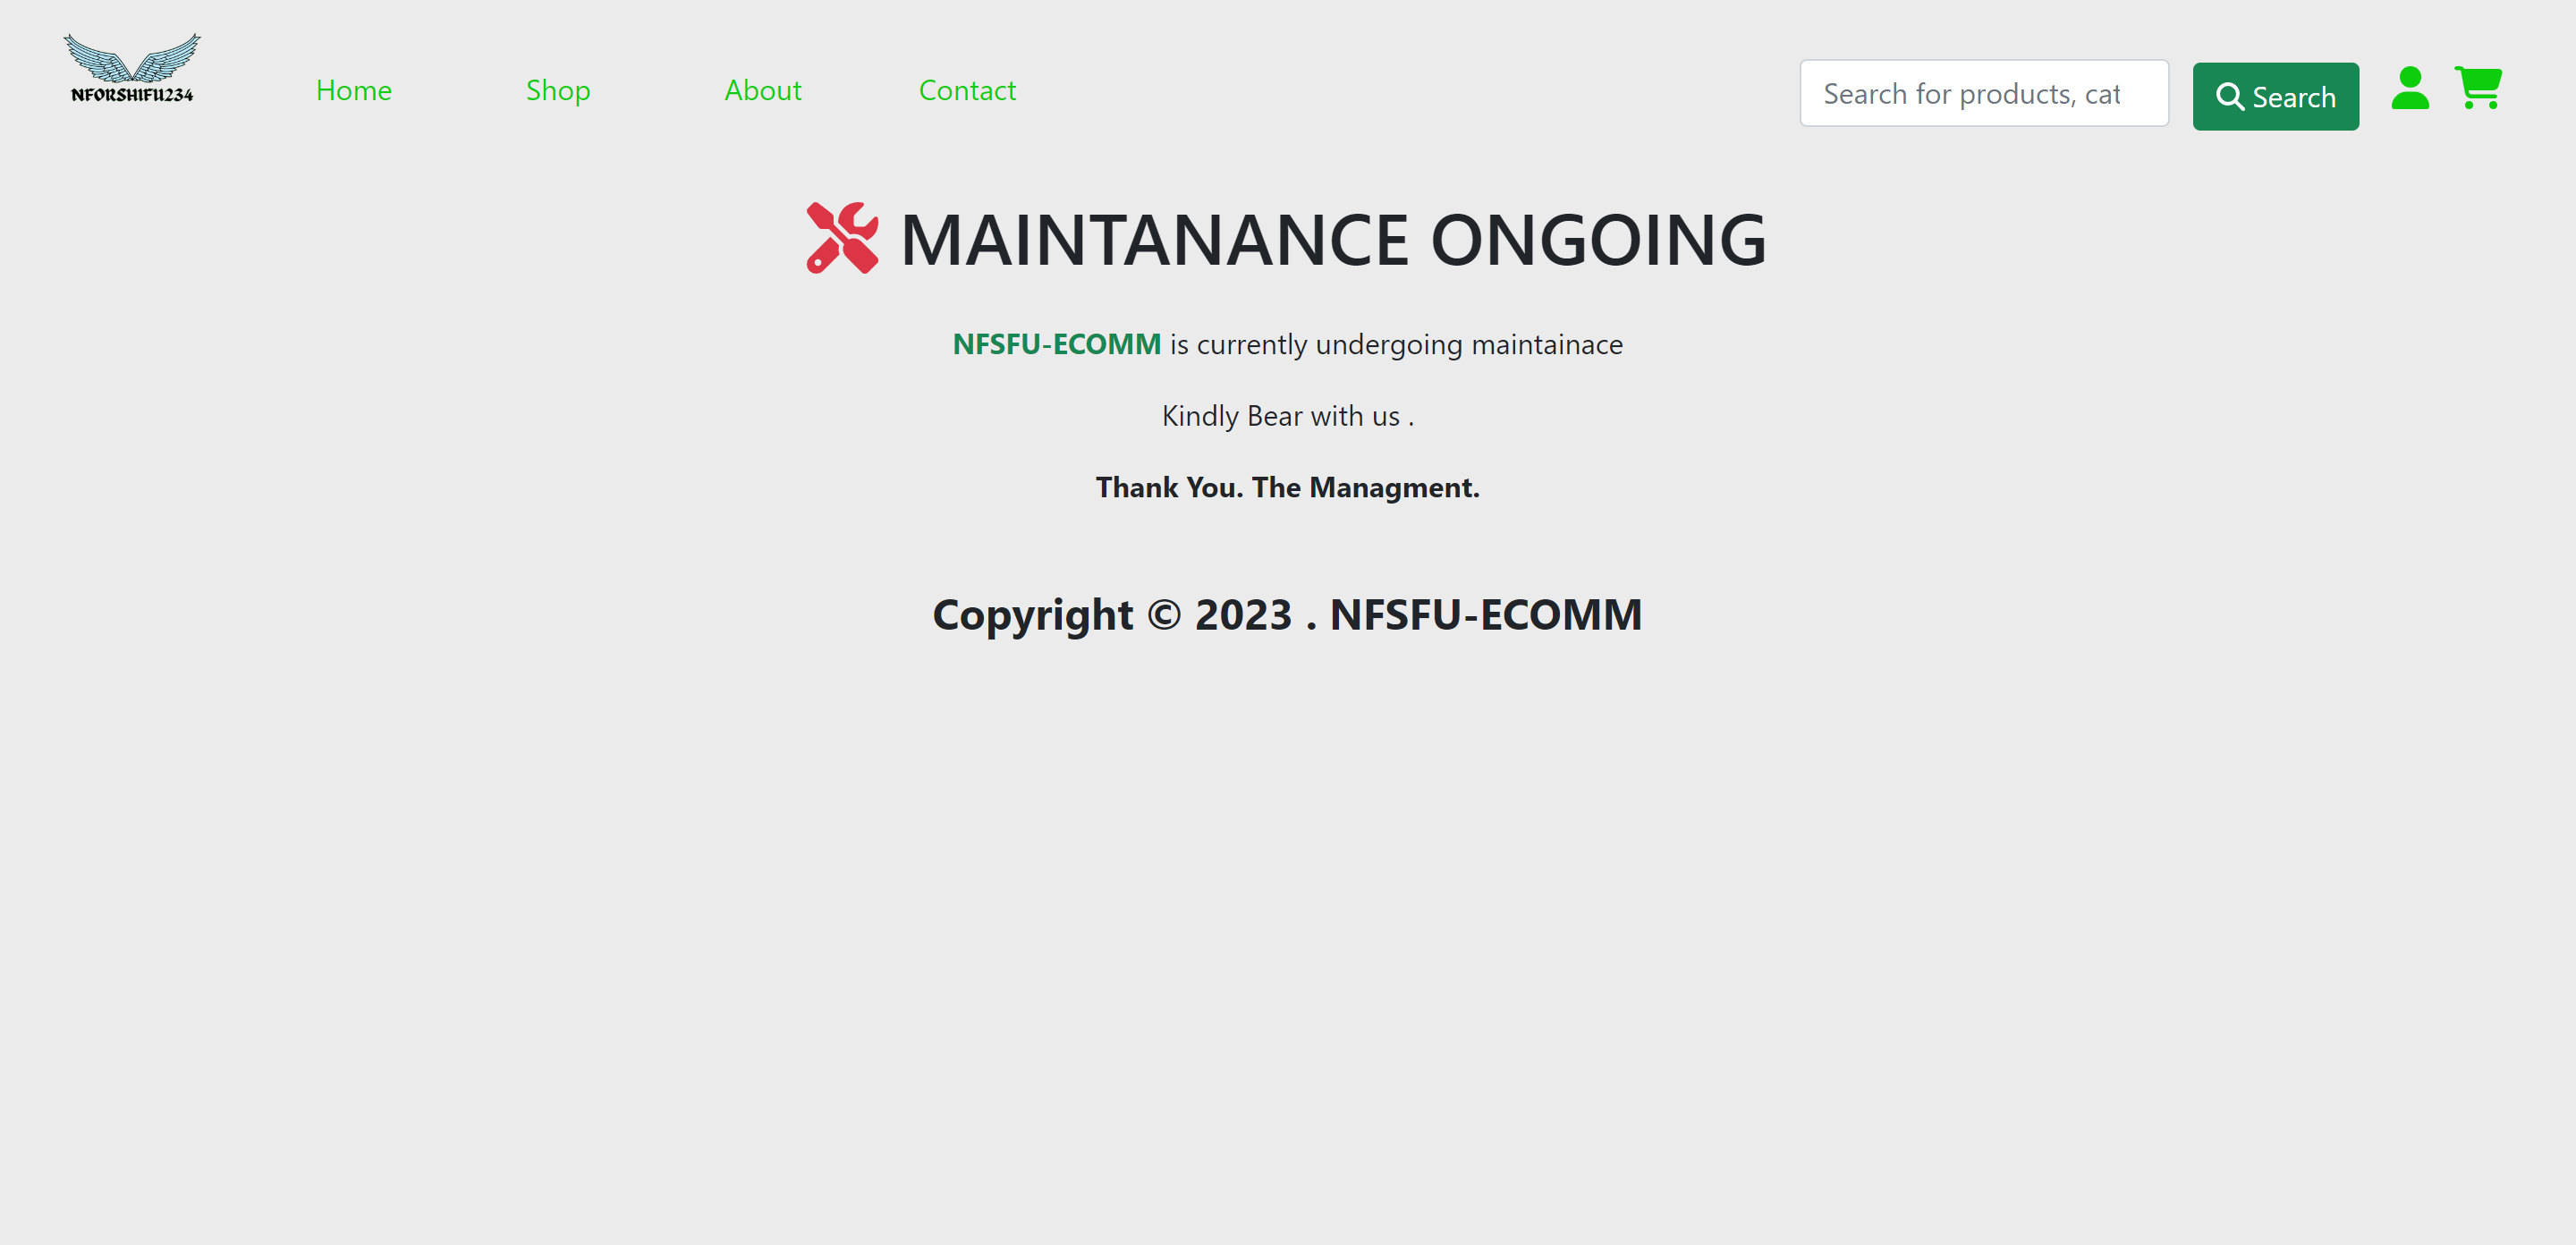 NFORSHIFU234
Home Shop About Contact Search for products, cat Search
MAINTANANCE ONGOING
NFSFU-ECOMM is currently undergoing maintainace
Kindly Bear with us .
Thank You. The Managment.
Copyright © 2023 . NFSFU-ECOMM